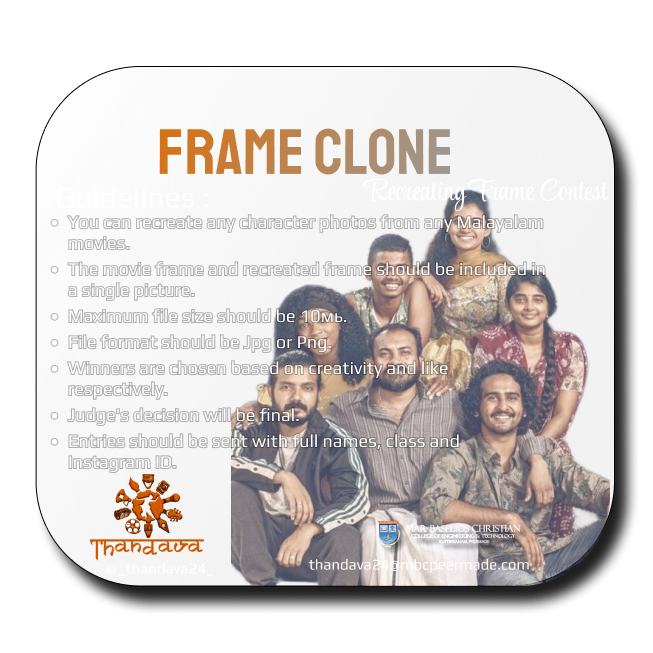 FRAME CLONE
Recreating Frame Contest
Guidelines :
• You can recreate any character photos from any Malayalam
movies.
• The movie frame and recreated frame should be included in
a single picture.
• Maximum file size should be 10mb.
• File format should be Jpg or Png.
• Winners are chosen based on creativity and like
respectively.
• Judge's decision will be final.
• Entries should be sent with full names, class and
Instagram ID.
Thandava
thandava24_
MAR BASELIOS CHRISTIAN
COLLEGE OF ENGINEERING & TECHNOLOGY
KUTTIKANAM, PEERMADE
thandava24@mbcpeermade.com